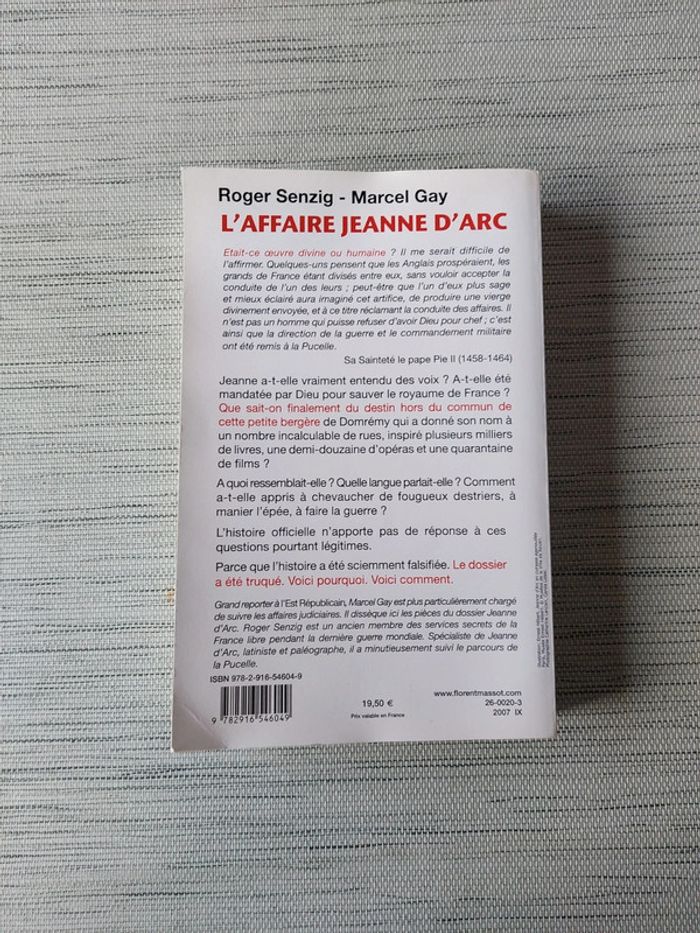 Roger Senzig - Marcel Gay
L'AFFAIRE JEANNE D'ARC
Etait-ce œuvre divine ou humaine ? Il me serait difficile de
l'affirmer. Quelques-uns pensent que les Anglais prospéraient, les
grands de France étant divisés entre eux, sans vouloir accepter la
conduite de l'un des leurs ; peut-être que l'un d'eux plus sage
et mieux éclairé aura imaginé cet artifice, de produire une vierge
divinement envoyée, et à ce titre réclamant la conduite des affaires. Il
n'est pas un homme qui puisse refuser d'avoir Dieu pour chef ; c'est
ainsi que la direction de la guerre et le commandement militaire
ont été remis à la Pucelle.
Sa Sainteté le pape Pie II (1458-1464)
Jeanne a-t-elle vraiment entendu des voix ? A-t-elle été
mandatée par Dieu pour sauver le royaume de France ?
Que sait-on finalement du destin hors du commun de
cette petite bergère de Domrémy qui a donné son nom à
un nombre incalculable de rues, inspiré plusieurs milliers
de livres, une demi-douzaine d'opéras et une quarantaine
de films ?
A quoi ressemblait-elle ? Quelle langue parlait-elle ? Comment
a-t-elle appris à chevaucher de fougueux destriers, à
manier l'épée, à faire la guerre ?
L'histoire officielle n'apporte pas de réponse à ces
questions pourtant légitimes.
Parce que l'histoire a été sciemment falsifiée. Le dossier
a été truqué. Voici pourquoi. Voici comment.
Grand reporter à l'Est Républicain, Marcel Gay est plus particulièrement chargé
de suivre les affaires judiciaires. Il dissèque ici les pièces du dossier Jeanne
d'Arc. Roger Senzig est un ancien membre des services secrets de la
France libre pendant la dernière guerre mondiale. Spécialiste de Jeanne
d'Arc, latiniste et paléographe, il a minutieusement suivi le parcours de
la Pucelle.
ISBN 978-2-916-54604-9
9 782916 546049
19,50 €
Prix valable en France
www.florentmassot.com
26-0020-3
2007 IX